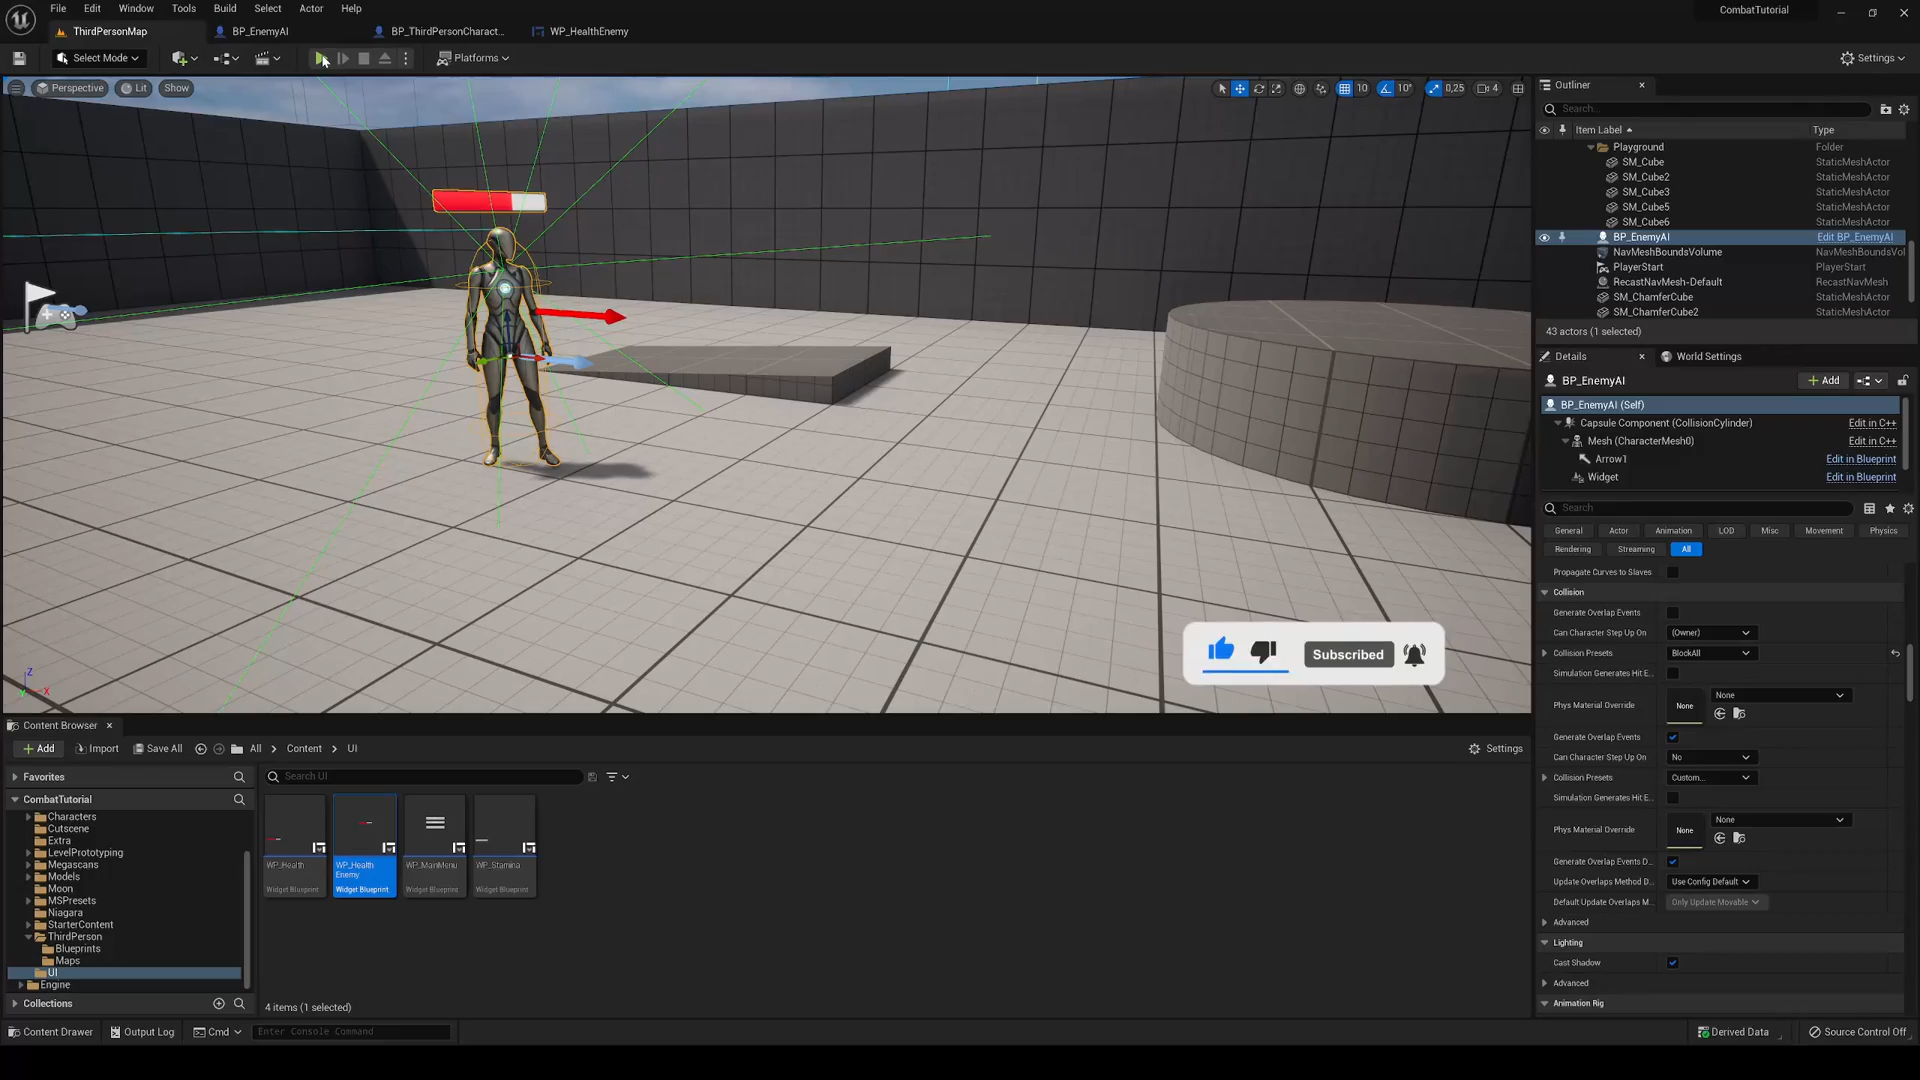 File Edit Window Tools Build Select Actor Help
CombatTutorial
ThirdPersonMap
BP_EnemyAI
BP_ThirdPersonCharact...
WP_HealthEnemy
Select Mode
Platforms
Settings
Perspective
Lit
Show
10
10°
0,25
4
Outliner
Search...
Item Label
Type
Playground
Folder
SM_Cube
StaticMeshActor
SM_Cube2
StaticMeshActor
SM_Cube3
StaticMeshActor
SM_Cube5
StaticMeshActor
SM_Cube6
StaticMeshActor
BP_EnemyAI
Edit BP_EnemyAI
NavMeshBoundsVolume
NavMeshBoundsVol
PlayerStart
PlayerStart
RecastNavMesh-Default
RecastNavMesh
SM_ChamferCube
StaticMeshActor
SM_ChamferCube2
StaticMeshActor
43 actors (1 selected)
Details
World Settings
BP_EnemyAI
Add
BP_EnemyAI (Self)
Capsule Component (CollisionCylinder)
Edit in C++
Mesh (CharacterMesh0)
Edit in C++
Arrow1
Edit in Blueprint
Widget
Edit in Blueprint
Search
General
Actor
Animation
LOD
Misc
Movement
Physics
Rendering
Streaming
All
Propagate Curves to Slaves
Collision
Generate Overlap Events
Can Character Step Up On
(Owner)
Collision Presets
BlockAll
Simulation Generates Hit E...
Phys Material Override
None
None
Generate Overlap Events
Can Character Step Up On
No
Collision Presets
Custom...
Simulation Generates Hit E...
Phys Material Override
None
None
Generate Overlap Events D...
Update Overlaps Method D...
Use Config Default
Default Update Overlaps M...
Only Update Movable
Advanced
Lighting
Cast Shadow
Advanced
Animation Rig
Subscribed
Z
X
Y
Content Browser
Add
Import
Save All
All
Content
UI
Settings
Favorites
Search UI
CombatTutorial
Characters
Cutscene
Extra
LevelPrototyping
Megascans
Models
Moon
MSPresets
Niagara
StarterContent
ThirdPerson
Blueprints
Maps
UI
Engine
Collections
WP_Health
Widget Blueprint
WP_Health
Enemy
Widget Blueprint
WP_MainMenu
Widget Blueprint
WP_Stamina
Widget Blueprint
4 items (1 selected)
Content Drawer
Output Log
Cmd
Enter Console Command
Derived Data
Source Control Off